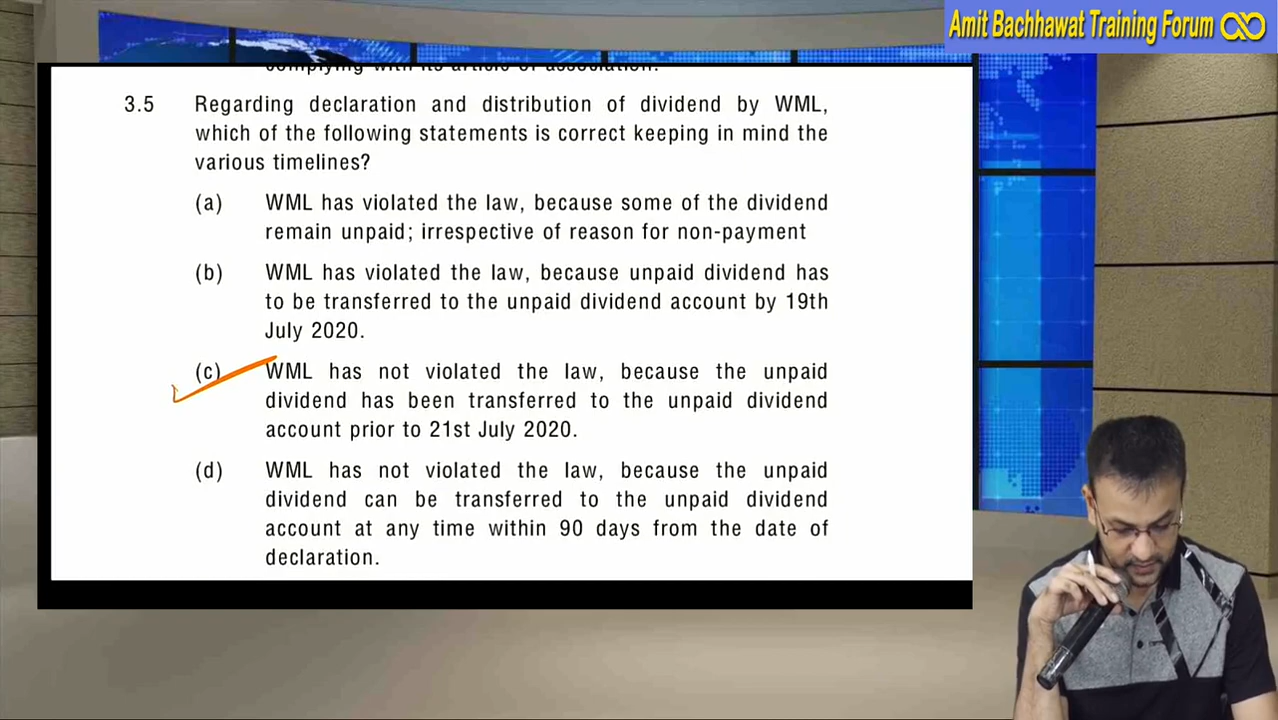 Amit Bachhawat Training Forum
complying with its article of association.
3.5 Regarding declaration and distribution of dividend by WML,
which of the following statements is correct keeping in mind the
various timelines?
(a) WML has violated the law, because some of the dividend
remain unpaid; irrespective of reason for non-payment
(b) WML has violated the law, because unpaid dividend has
to be transferred to the unpaid dividend account by 19th
July 2020.
(c) WML has not violated the law, because the unpaid
dividend has been transferred to the unpaid dividend
account prior to 21st July 2020.
(d) WML has not violated the law, because the unpaid
dividend can be transferred to the unpaid dividend
account at any time within 90 days from the date of
declaration.